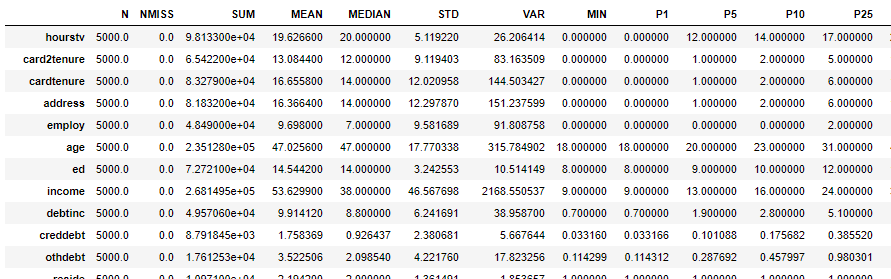 N NMISS SUM MEAN MEDIAN STD VAR MIN P1 P5 P10 P25
hourstv 5000.0 0.0 9.813300e+04 19.626600 20.000000 5.119220 26.206414 0.000000 0.000000 12.000000 14.000000 17.000000
card2tenure 5000.0 0.0 6.542200e+04 13.084400 12.000000 9.119403 83.163509 0.000000 0.000000 1.000000 2.000000 5.000000
cardtenure 5000.0 0.0 8.327900e+04 16.655800 14.000000 12.020958 144.503427 0.000000 0.000000 1.000000 2.000000 6.000000
address 5000.0 0.0 8.183200e+04 16.366400 14.000000 12.297870 151.237599 0.000000 0.000000 1.000000 2.000000 6.000000
employ 5000.0 0.0 4.849000e+04 9.698000 7.000000 9.581689 91.808758 0.000000 0.000000 0.000000 0.000000 2.000000
age 5000.0 0.0 2.351280e+05 47.025600 47.000000 17.770338 315.784902 18.000000 18.000000 20.000000 23.000000 31.000000
ed 5000.0 0.0 7.272100e+04 14.544200 14.000000 3.242553 10.514149 8.000000 8.000000 9.000000 10.000000 12.000000
income 5000.0 0.0 2.681495e+05 53.629900 38.000000 46.567698 2168.550537 9.000000 9.000000 13.000000 16.000000 24.000000
debtinc 5000.0 0.0 4.957060e+04 9.914120 8.800000 6.241691 38.958700 0.700000 0.700000 1.900000 2.800000 5.100000
creddebt 5000.0 0.0 8.791845e+03 1.758369 0.926437 2.380681 5.667644 0.033160 0.033166 0.101088 0.175682 0.385520
othdebt 5000.0 0.0 1.761253e+04 3.522506 2.098540 4.221760 17.823256 0.114299 0.114312 0.287692 0.457997 0.980301